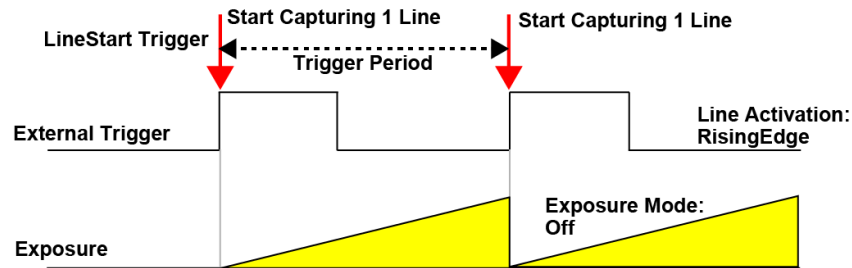 Start Capturing 1 Line
Start Capturing 1 Line
LineStart Trigger
Trigger Period
External Trigger
Line Activation:
RisingEdge
Exposure Mode:
Off
Exposure